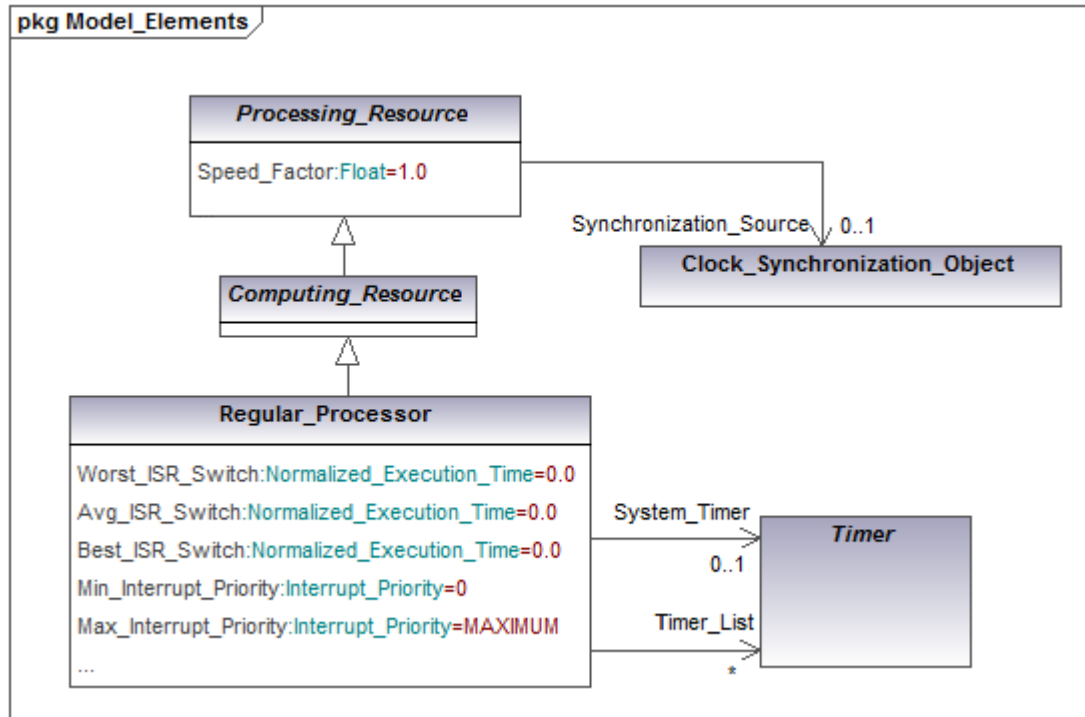 pkg Model_Elements
Processing_Resource
Speed_Factor:Float=1.0
Synchronization_Source
0..1
Clock_Synchronization_Object
Computing_Resource
Regular_Processor
Worst_ISR_Switch:Normalized_Execution_Time=0.0
Avg_ISR_Switch:Normalized_Execution_Time=0.0
Best_ISR_Switch:Normalized_Execution_Time=0.0
Min_Interrupt_Priority:Interrupt_Priority=0
Max_Interrupt_Priority:Interrupt_Priority=MAXIMUM
...
System_Timer
0..1
Timer
Timer_List
*